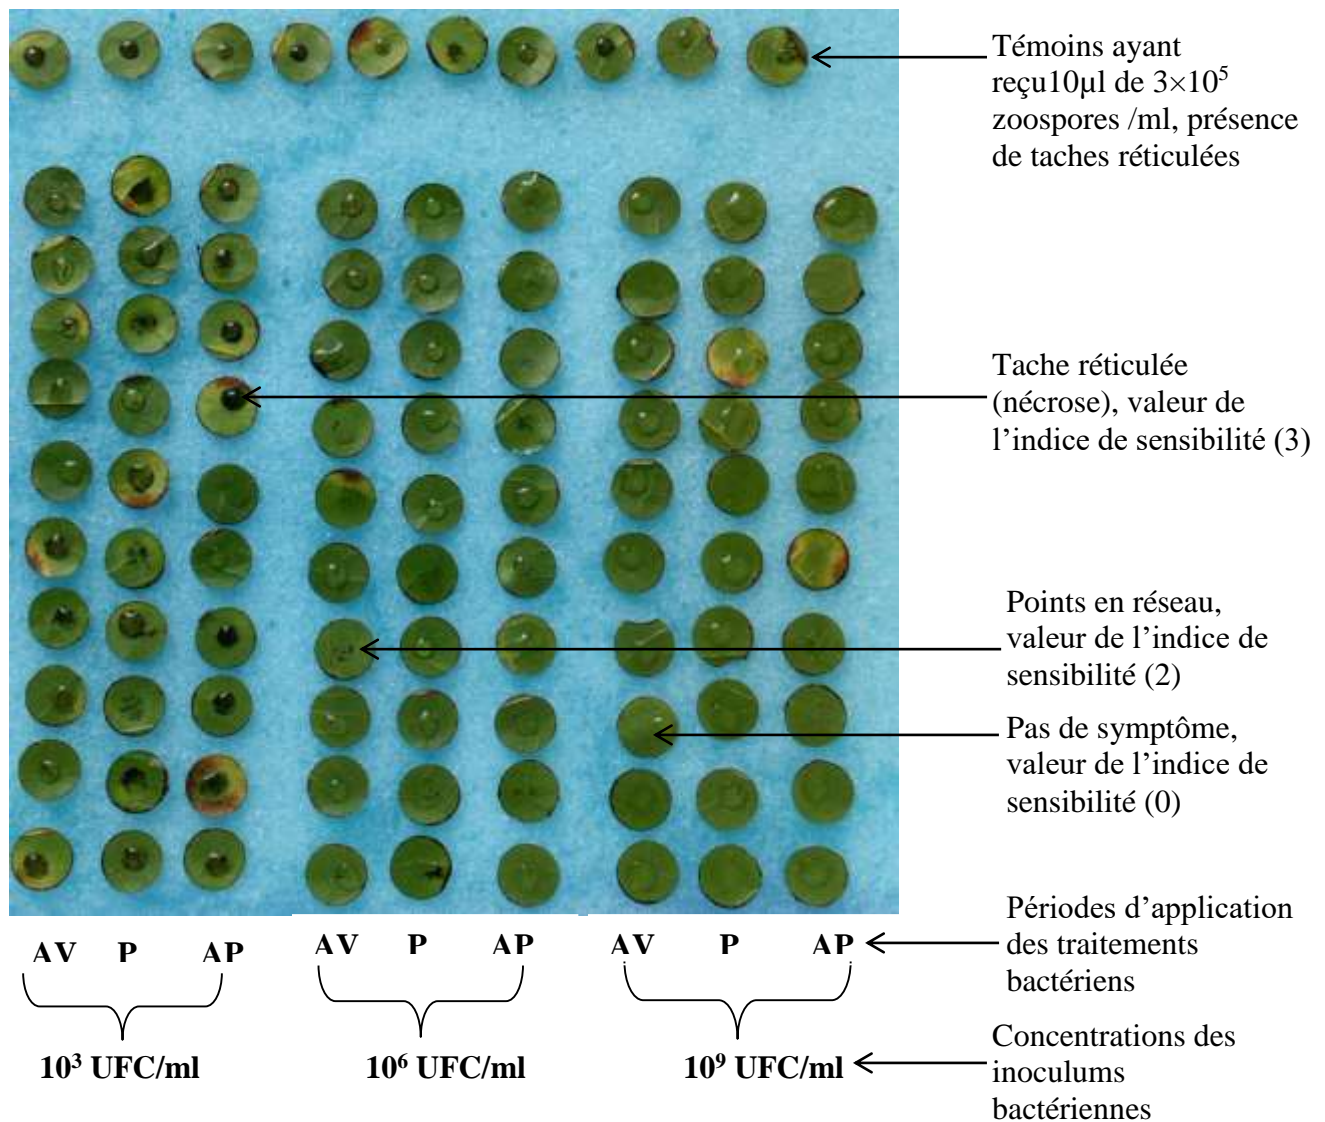 Témoins ayant
reçu10µl de 3×10⁵
zoospores /ml, présence
de taches réticulées
Tache réticulée
(nécrose), valeur de
l’indice de sensibilité (3)
Points en réseau,
valeur de l’indice de
sensibilité (2)
Pas de symptôme,
valeur de l’indice de
sensibilité (0)
Périodes d’application
des traitements
bactériens
AV P AP AV P AP AV P AP
Concentrations des
inoculums
bactériennes
10³ UFC/ml 10⁶ UFC/ml 10⁹ UFC/ml